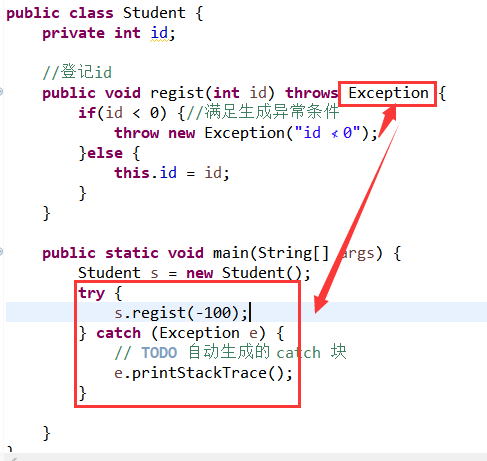 public class Student {
    private int id;
    //登记id
    public void regist(int id) throws Exception {
        if(id < 0) {//满足生成异常条件
            throw new Exception("id < 0");
        }else {
            this.id = id;
        }
    }
    public static void main(String[] args) {
        Student s = new Student();
        try {
            s.regist(-100);
        } catch (Exception e) {
            // TODO 自动生成的 catch 块
            e.printStackTrace();
        }
    }
}